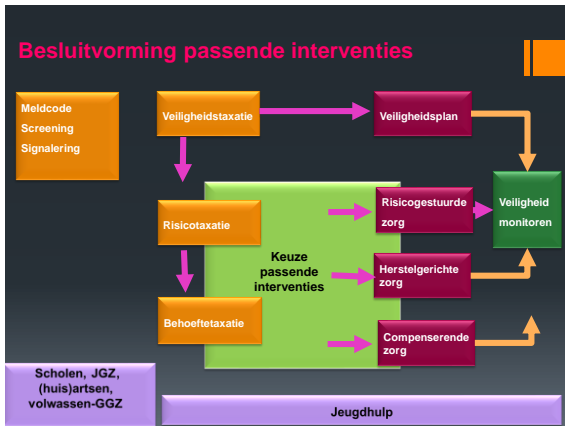 Besluitvorming passende interventies
Meldcode
Screening
Signalering
Veiligheidstaxatie
Veiligheidsplan
Risicotaxatie
Keuze
passende
interventies
Risicogestuurde
zorg
Veiligheid
monitoren
Herstelgerichte
zorg
Behoeftetaxatie
Compenserende
zorg
Scholen, JGZ,
(huis)artsen,
volwassen-GGZ
Jeugdhulp